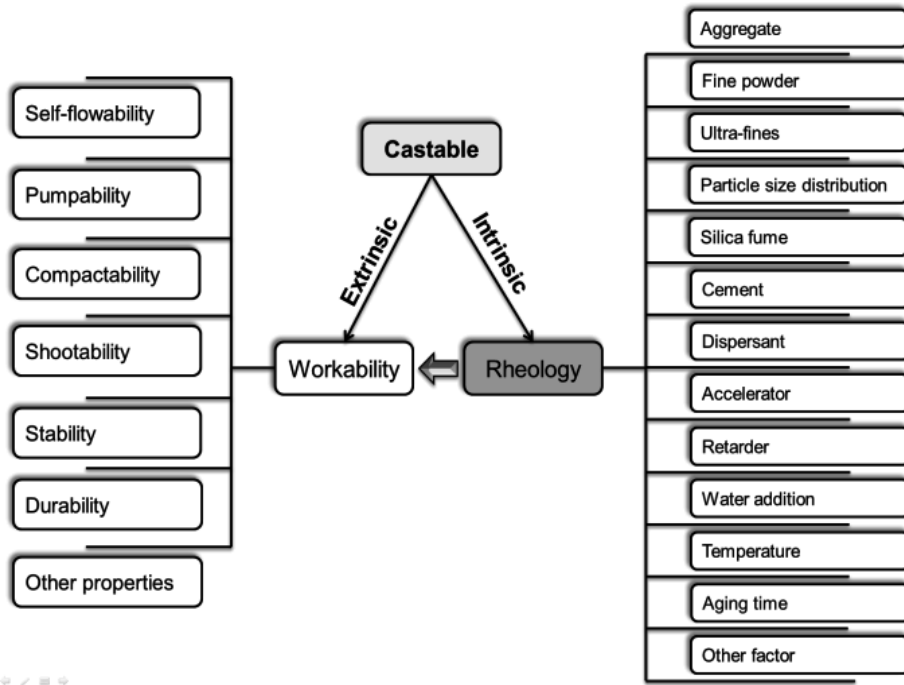 Castable
Extrinsic
Intrinsic
Workability
Rheology
Self-flowability
Pumpability
Compactability
Shootability
Stability
Durability
Other properties
Aggregate
Fine powder
Ultra-fines
Particle size distribution
Silica fume
Cement
Dispersant
Accelerator
Retarder
Water addition
Temperature
Aging time
Other factor